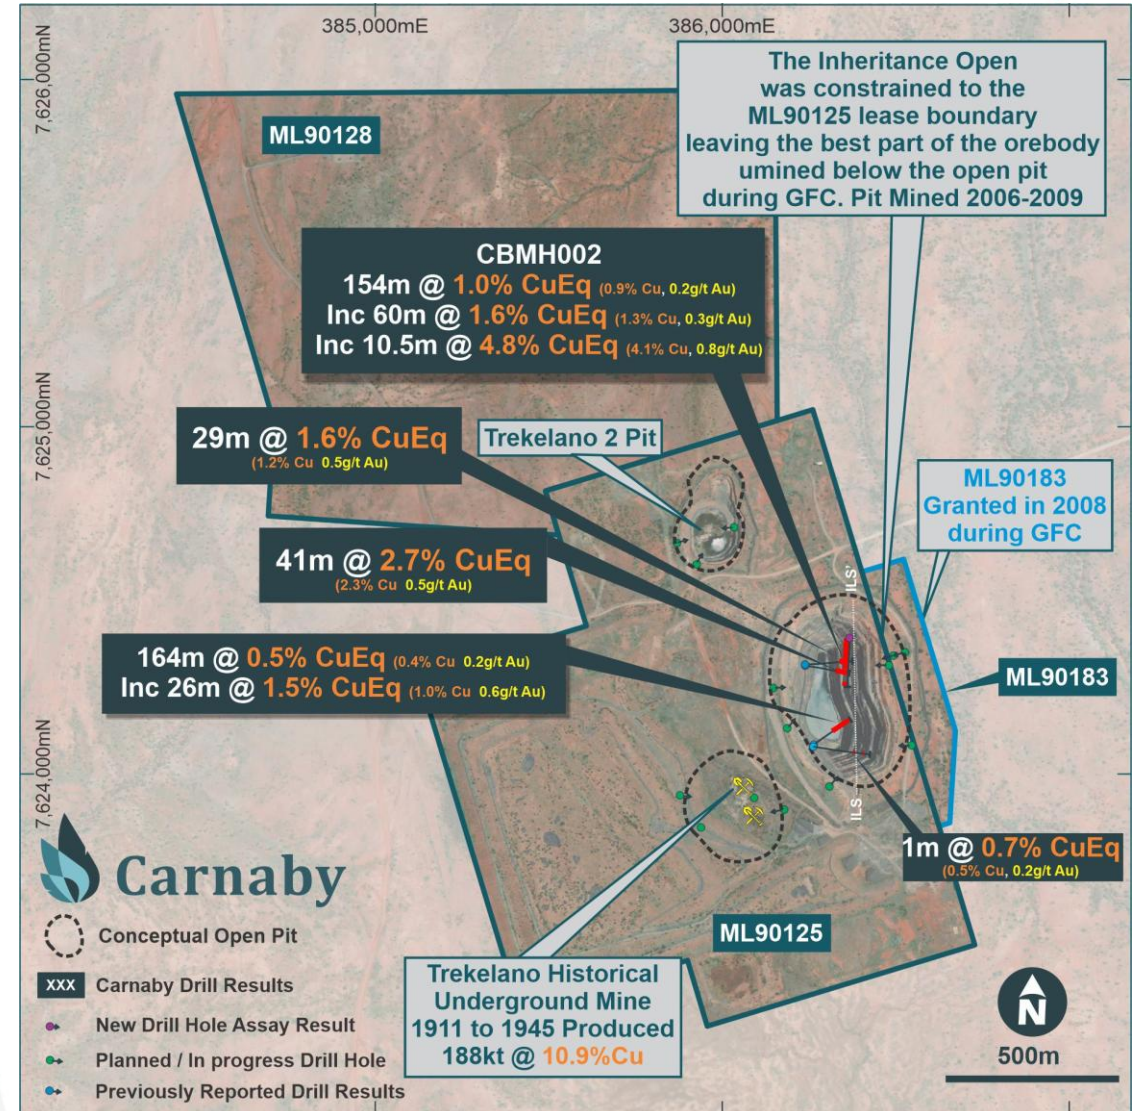 385,000mE
386,000mE
7,626,000mN
7,625,000mN
7,624,000mN
The Inheritance Open
was constrained to the
ML90125 lease boundary
leaving the best part of the orebody
umined below the open pit
during GFC. Pit Mined 2006-2009
ML90128
CBMH002
154m @ 1.0% CuEq (0.9% Cu, 0.2g/t Au)
Inc 60m @ 1.6% CuEq (1.3% Cu, 0.3g/t Au)
Inc 10.5m @ 4.8% CuEq (4.1% Cu, 0.8g/t Au)
29m @ 1.6% CuEq
(1.2% Cu 0.5g/t Au)
Trekelano 2 Pit
ML90183
Granted in 2008
during GFC
41m @ 2.7% CuEq
(2.3% Cu 0.5g/t Au)
ILS'
164m @ 0.5% CuEq (0.4% Cu 0.2g/t Au)
Inc 26m @ 1.5% CuEq (1.0% Cu 0.6g/t Au)
ML90183
ILS
1m @ 0.7% CuEq
(0.5% Cu, 0.2g/t Au)
ML90125
Trekelano Historical
Underground Mine
1911 to 1945 Produced
188kt @ 10.9%Cu
Carnaby
Conceptual Open Pit
XXX Carnaby Drill Results
New Drill Hole Assay Result
Planned / In progress Drill Hole
Previously Reported Drill Results
N
500m